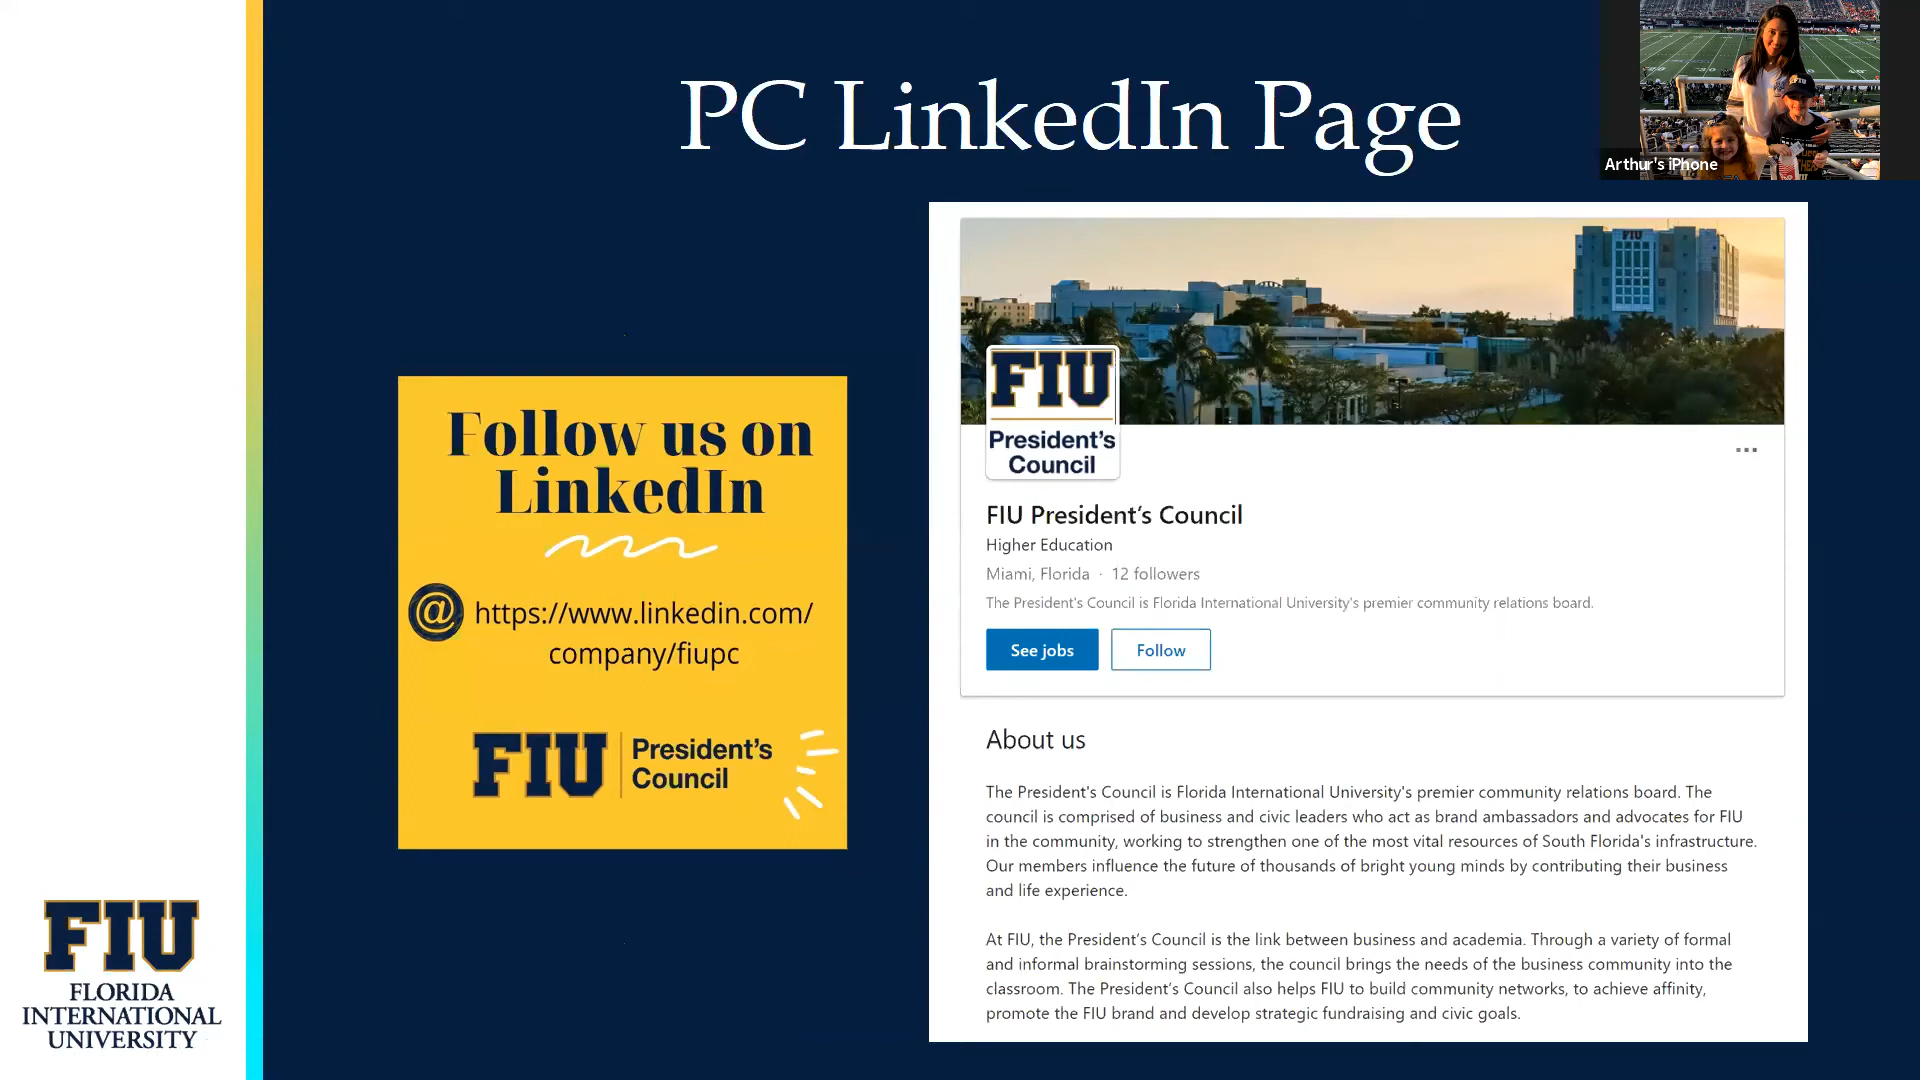 PC LinkedIn Page
Arthur's iPhone
Follow us on
LinkedIn
@ https://www.linkedin.com/
company/fiupc
FIU President's
Council
FIU
FIU
President's
Council
...
FIU President's Council
Higher Education
Miami, Florida · 12 followers
The President's Council is Florida International University's premier community relations board.
See jobs Follow
About us
The President's Council is Florida International University's premier community relations board. The
council is comprised of business and civic leaders who act as brand ambassadors and advocates for FIU
in the community, working to strengthen one of the most vital resources of South Florida's infrastructure.
Our members influence the future of thousands of bright young minds by contributing their business
and life experience.
At FIU, the President's Council is the link between business and academia. Through a variety of formal
and informal brainstorming sessions, the council brings the needs of the business community into the
classroom. The President's Council also helps FIU to build community networks, to achieve affinity,
promote the FIU brand and develop strategic fundraising and civic goals.
FIU
FLORIDA
INTERNATIONAL
UNIVERSITY